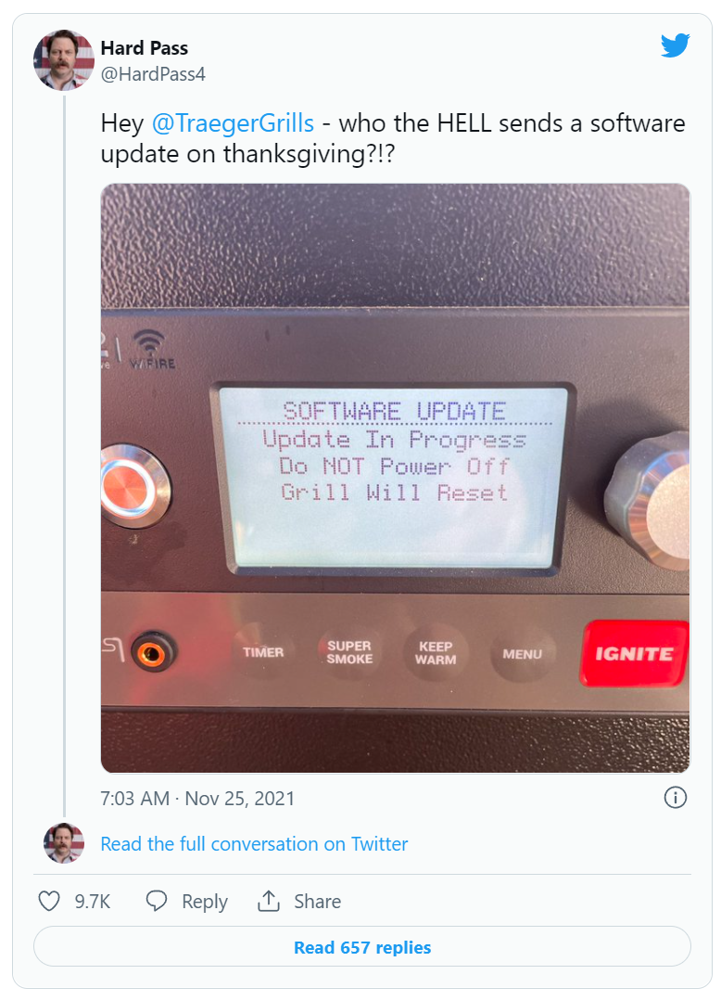 Hard Pass
@HardPass4
Hey @TraegerGrills - who the HELL sends a software
update on thanksgiving?!?
WiFIRE
SOFTWARE UPDATE
Update In Progress
Do NOT Power Off
Grill Will Reset
TIMER
SUPER
SMOKE
KEEP
WARM
MENU
IGNITE
7:03 AM · Nov 25, 2021
Read the full conversation on Twitter
9.7K
Reply
Share
Read 657 replies